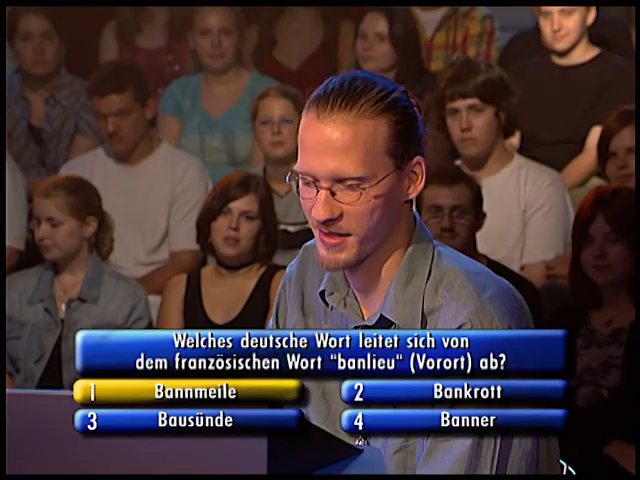 Welches deutsche Wort leitet sich von
dem französischen Wort "banlieu" (Vorort) ab?
1 Bannmeile
2 Bankrott
3 Bausünde
4 Banner